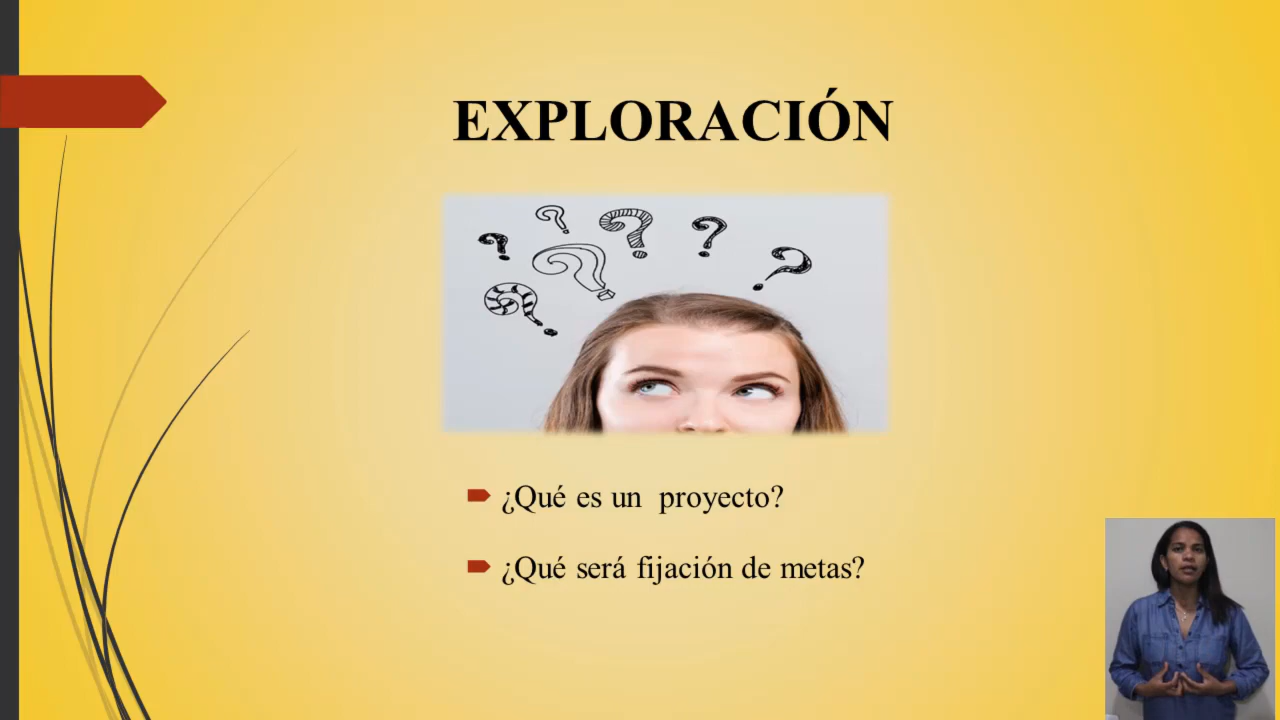 EXPLORACIÓN
¿Qué es un proyecto?
¿Qué será fijación de metas?